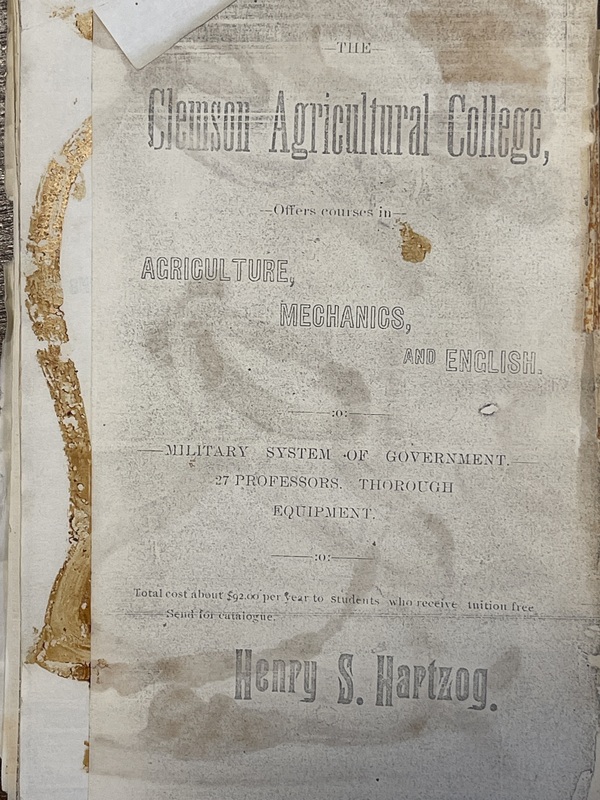 —THE—
Clemson Agricultural College,
—Offers courses in—
AGRICULTURE,
MECHANICS,
AND ENGLISH.
———:o:———
——MILITARY SYSTEM OF GOVERNMENT.——
27 PROFESSORS. THOROUGH
EQUIPMENT.
———:o:———
Total cost about $92.00 per year to students who receive tuition free
Send for catalogue.
Henry S. Hartzog.